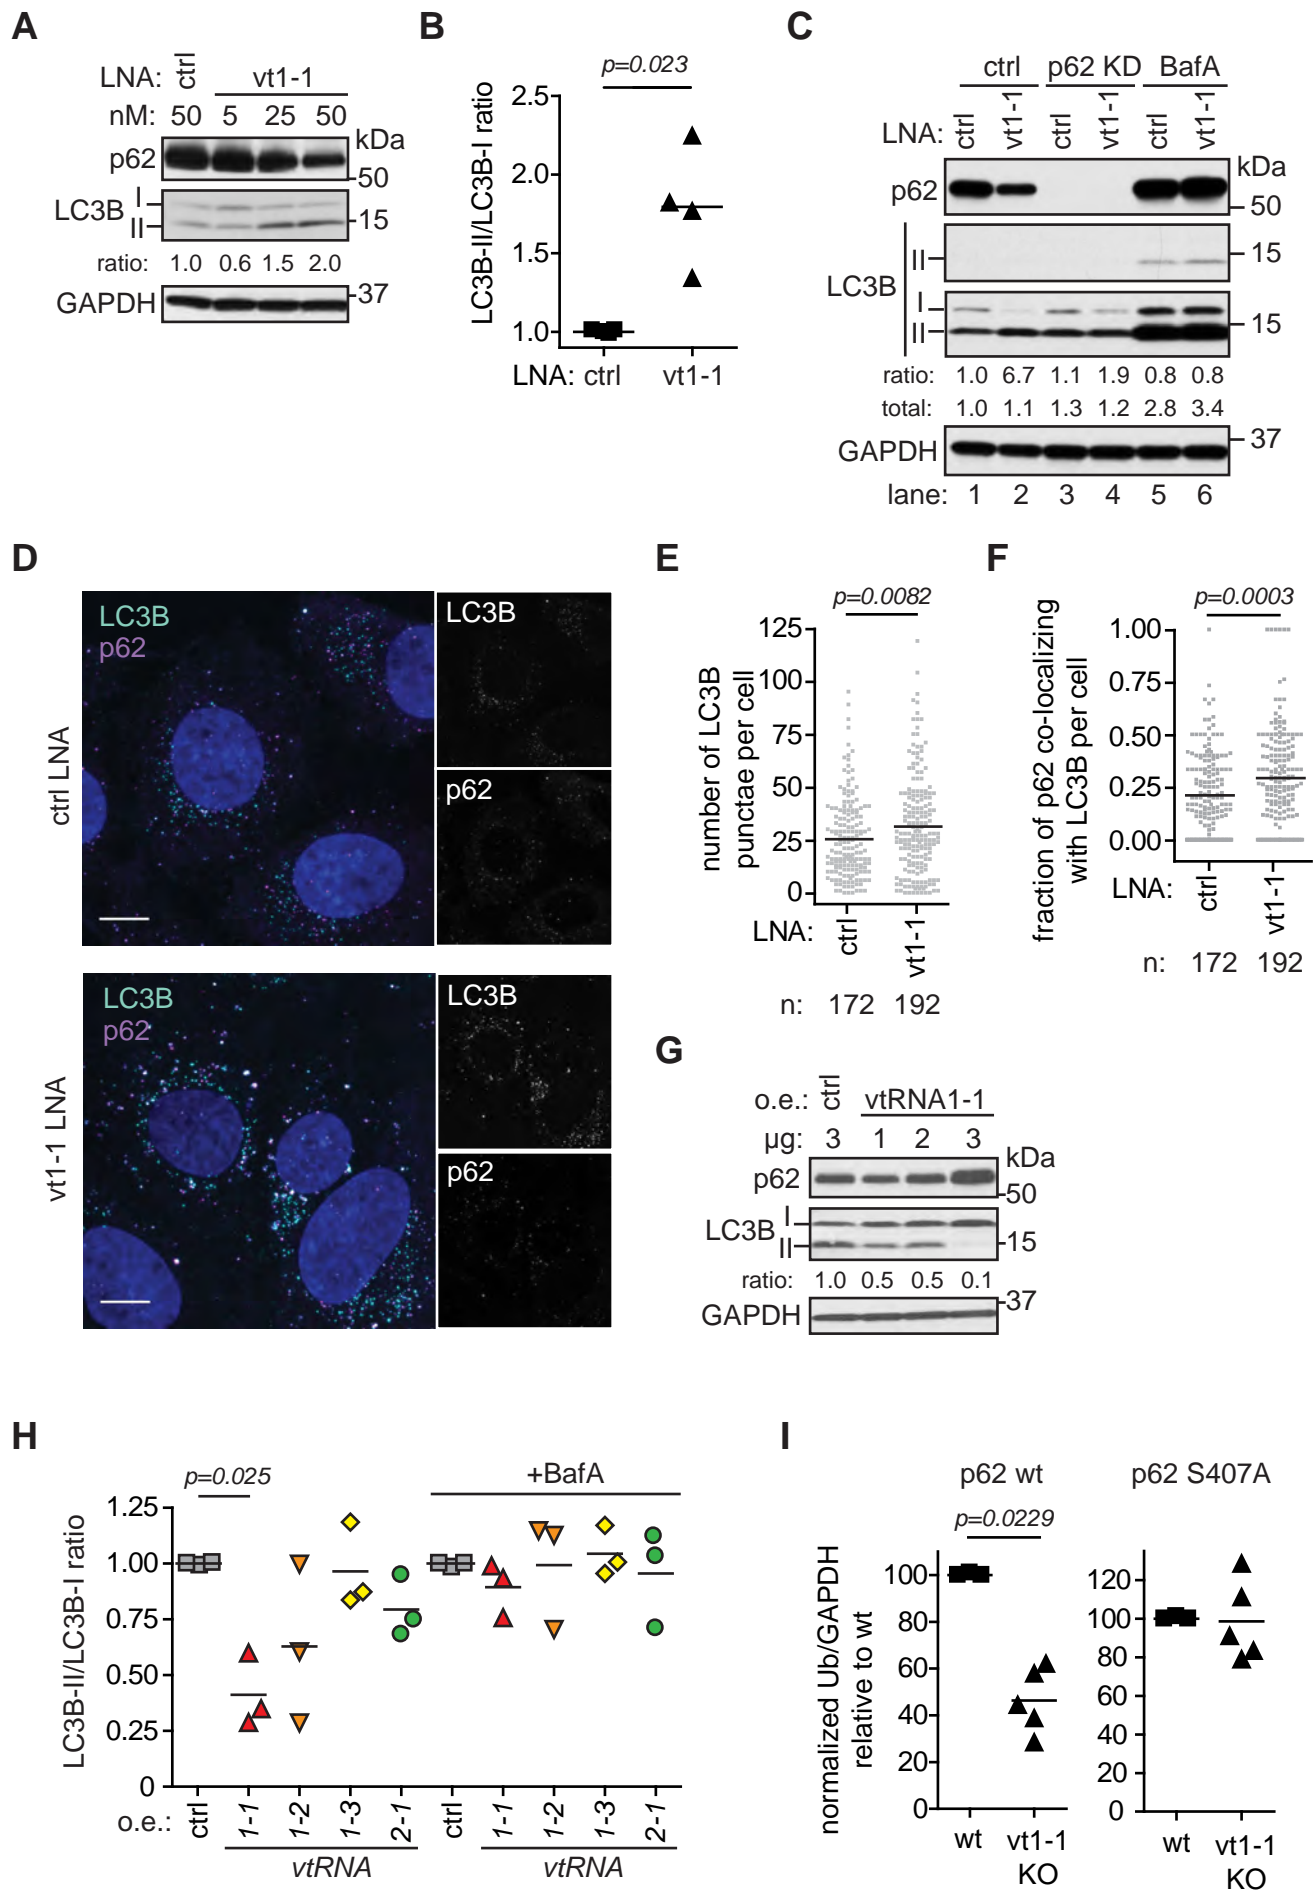 A
LNA: ctrl vt1-1
nM: 50 5 25 50
kDa
p62
50
LC3B I
II
15
ratio: 1.0 0.6 1.5 2.0
GAPDH
37
B
p=0.023
LC3B-II/LC3B-I ratio
2.5
2.0
1.5
1.0
LNA: ctrl vt1-1
C
ctrl p62 KD BafA
LNA: ctrl vt1-1 ctrl vt1-1 ctrl vt1-1
kDa
p62
50
LC3B
II
15
I
II
15
ratio: 1.0 6.7 1.1 1.9 0.8 0.8
total: 1.0 1.1 1.3 1.2 2.8 3.4
GAPDH
37
lane: 1 2 3 4 5 6
D
ctrl LNA
LC3B
p62
LC3B
p62
vt1-1 LNA
LC3B
p62
LC3B
p62
E
p=0.0082
number of LC3B
punctae per cell
125
100
75
50
25
0
LNA: ctrl vt1-1
n: 172 192
F
p=0.0003
fraction of p62 co-localizing
with LC3B per cell
1.00
0.75
0.50
0.25
0.00
LNA: ctrl vt1-1
n: 172 192
G
o.e.: ctrl vtRNA1-1
µg: 3 1 2 3
kDa
p62
50
LC3B I
II
15
ratio: 1.0 0.5 0.5 0.1
GAPDH
37
H
p=0.025
+BafA
LC3B-II/LC3B-I ratio
1.25
1.00
0.75
0.50
0.25
0
o.e.: ctrl 1-1 1-2 1-3 2-1 ctrl 1-1 1-2 1-3 2-1
vtRNA vtRNA
I
p62 wt
p=0.0229
normalized Ub/GAPDH
relative to wt
100
80
60
40
20
0
wt vt1-1
KO
p62 S407A
120
100
80
60
40
20
0
wt vt1-1
KO